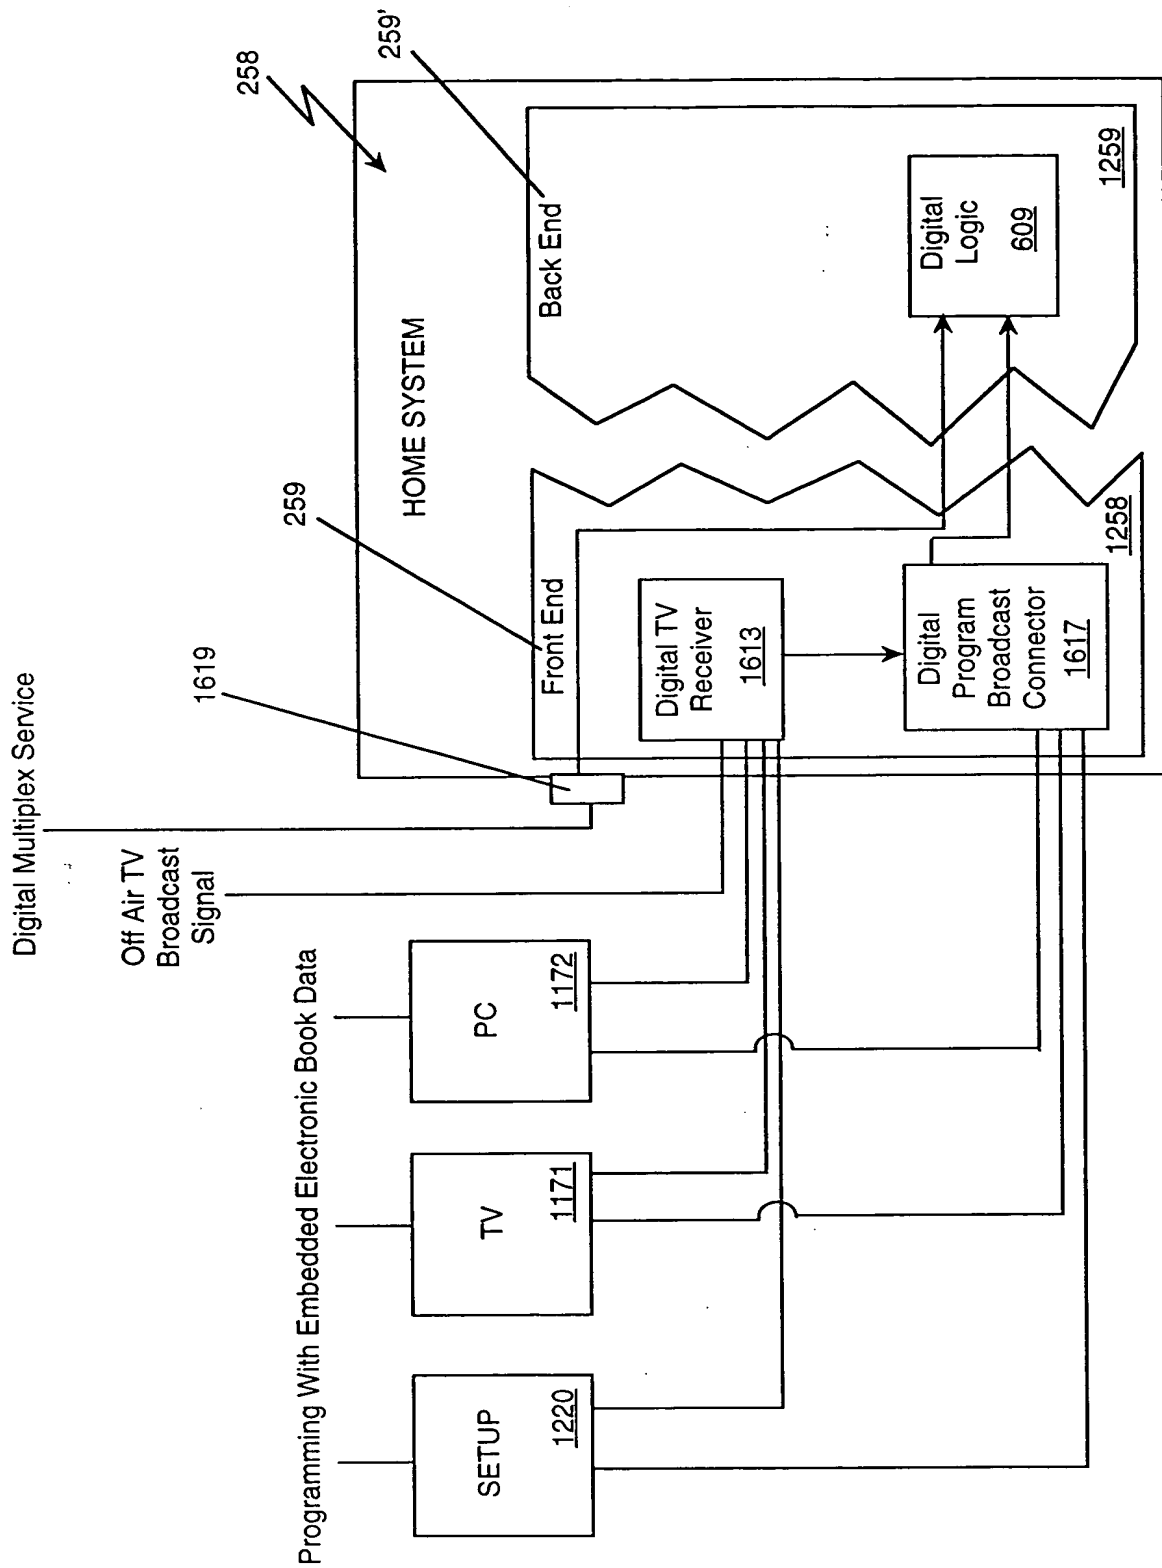 Digital Multiplex Service
Off Air TV
Broadcast
Signal
Programming With Embedded Electronic Book Data
SETUP
1220
TV
1171
PC
1172
1619
259
258
259'
HOME SYSTEM
Front End
Back End
Digital TV
Receiver
1613
Digital
Program
Broadcast
Connector
1617
1258
Digital
Logic
609
1259